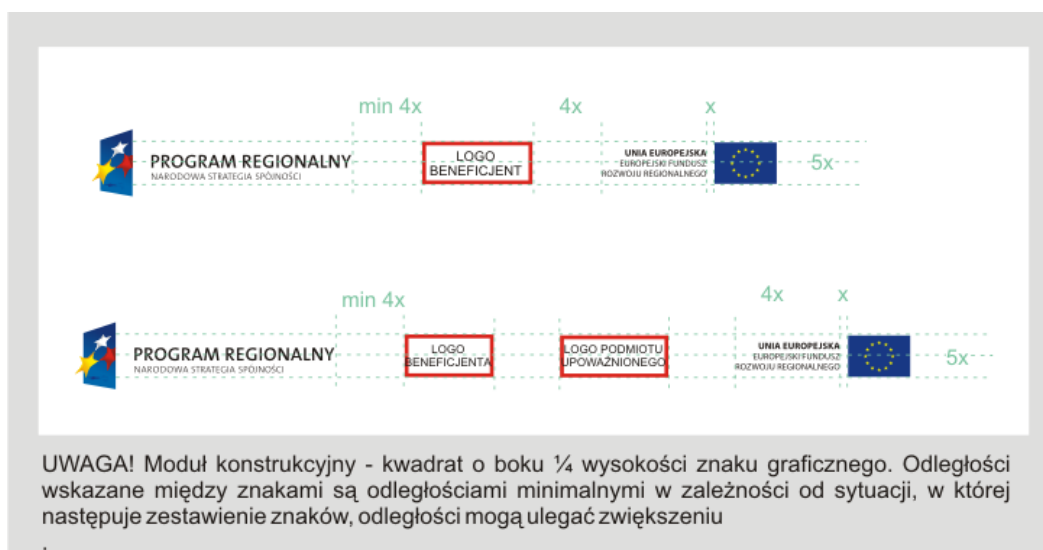 min 4x 4x x
PROGRAM REGIONALNY
NARODOWA STRATEGIA SPÓJNOŚCI
LOGO
BENEFICJENT
UNIA EUROPEJSKA
EUROPEJSKI FUNDUSZ
ROZWOJU REGIONALNEGO
5x
min 4x 4x x
PROGRAM REGIONALNY
NARODOWA STRATEGIA SPÓJNOŚCI
LOGO
BENEFICJENTA
LOGO PODMIOTU
UPOWAŻNIONEGO
UNIA EUROPEJSKA
EUROPEJSKI FUNDUSZ
ROZWOJU REGIONALNEGO
5x
UWAGA! Moduł konstrukcyjny - kwadrat o boku ¼ wysokości znaku graficznego. Odległości
wskazane między znakami są odległościami minimalnymi w zależności od sytuacji, w której
następuje zestawienie znaków, odległości mogą ulegać zwiększeniu